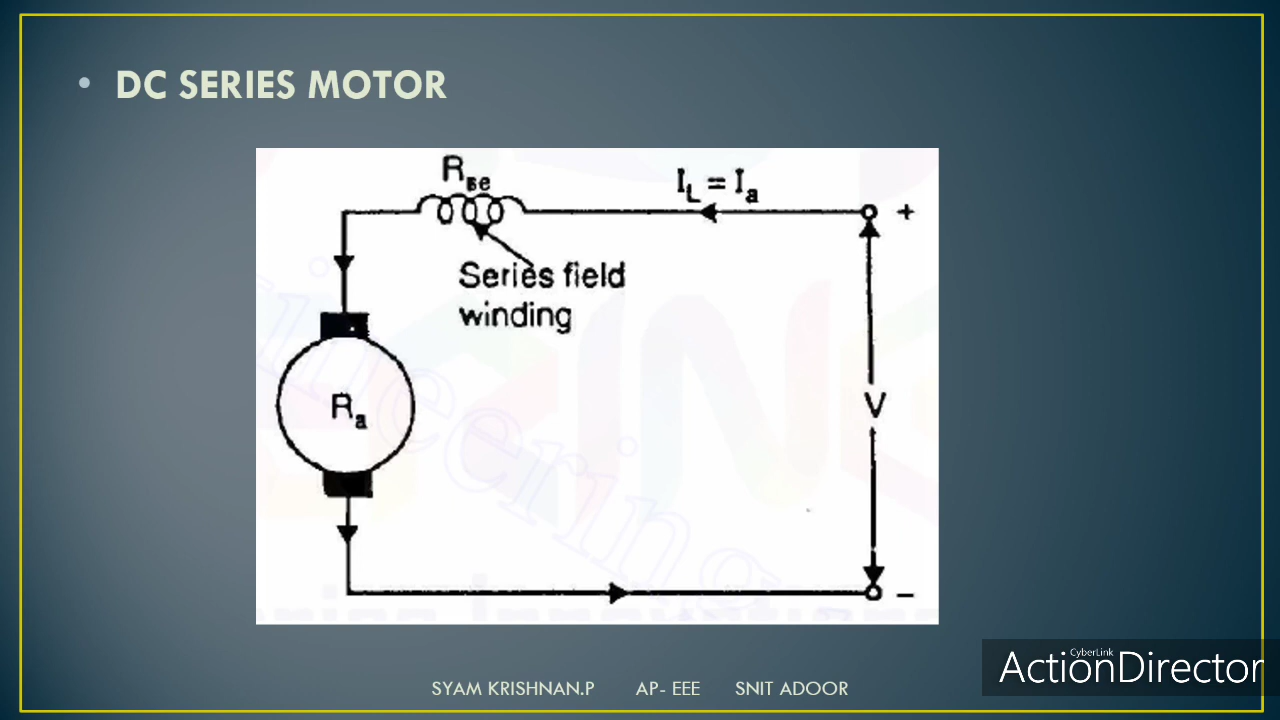 • DC SERIES MOTOR
Rse
IL = Ia
+
Series field
winding
Ra
V
–
SYAM KRISHNAN.P AP- EEE SNIT ADOOR
CyberLink
ActionDirector